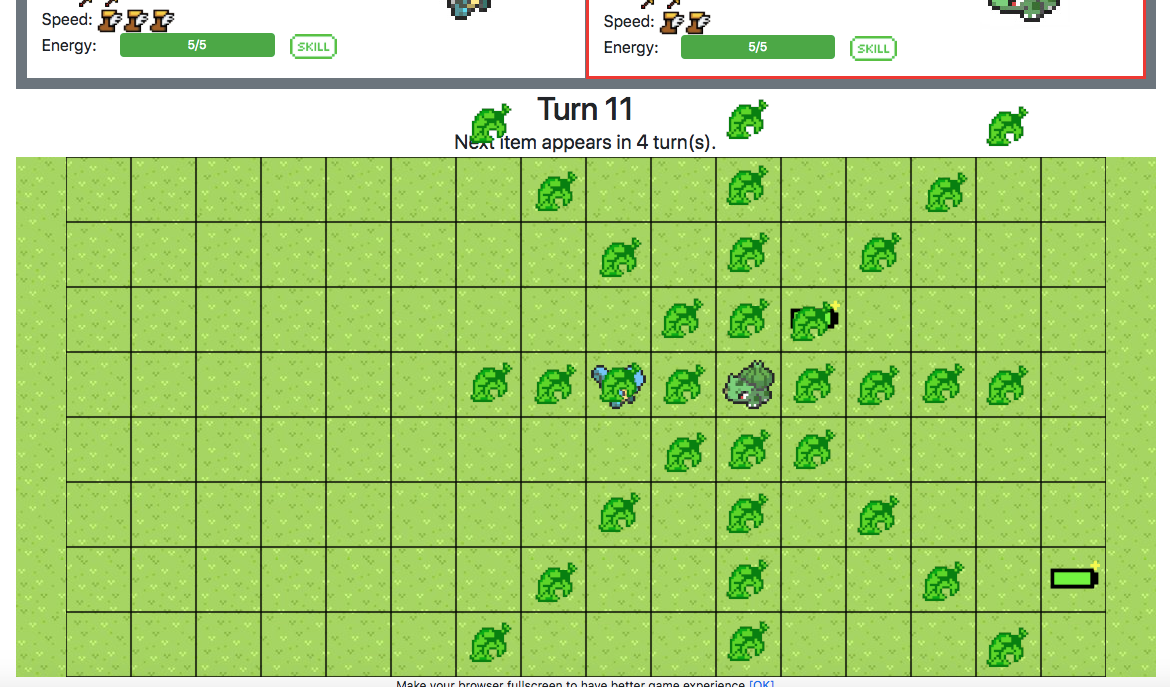 Speed:
Energy: 5/5 SKILL
Speed:
Energy: 5/5 SKILL
Turn 11
Next item appears in 4 turn(s).
Make your browser fullscreen to have better game experience [OK]